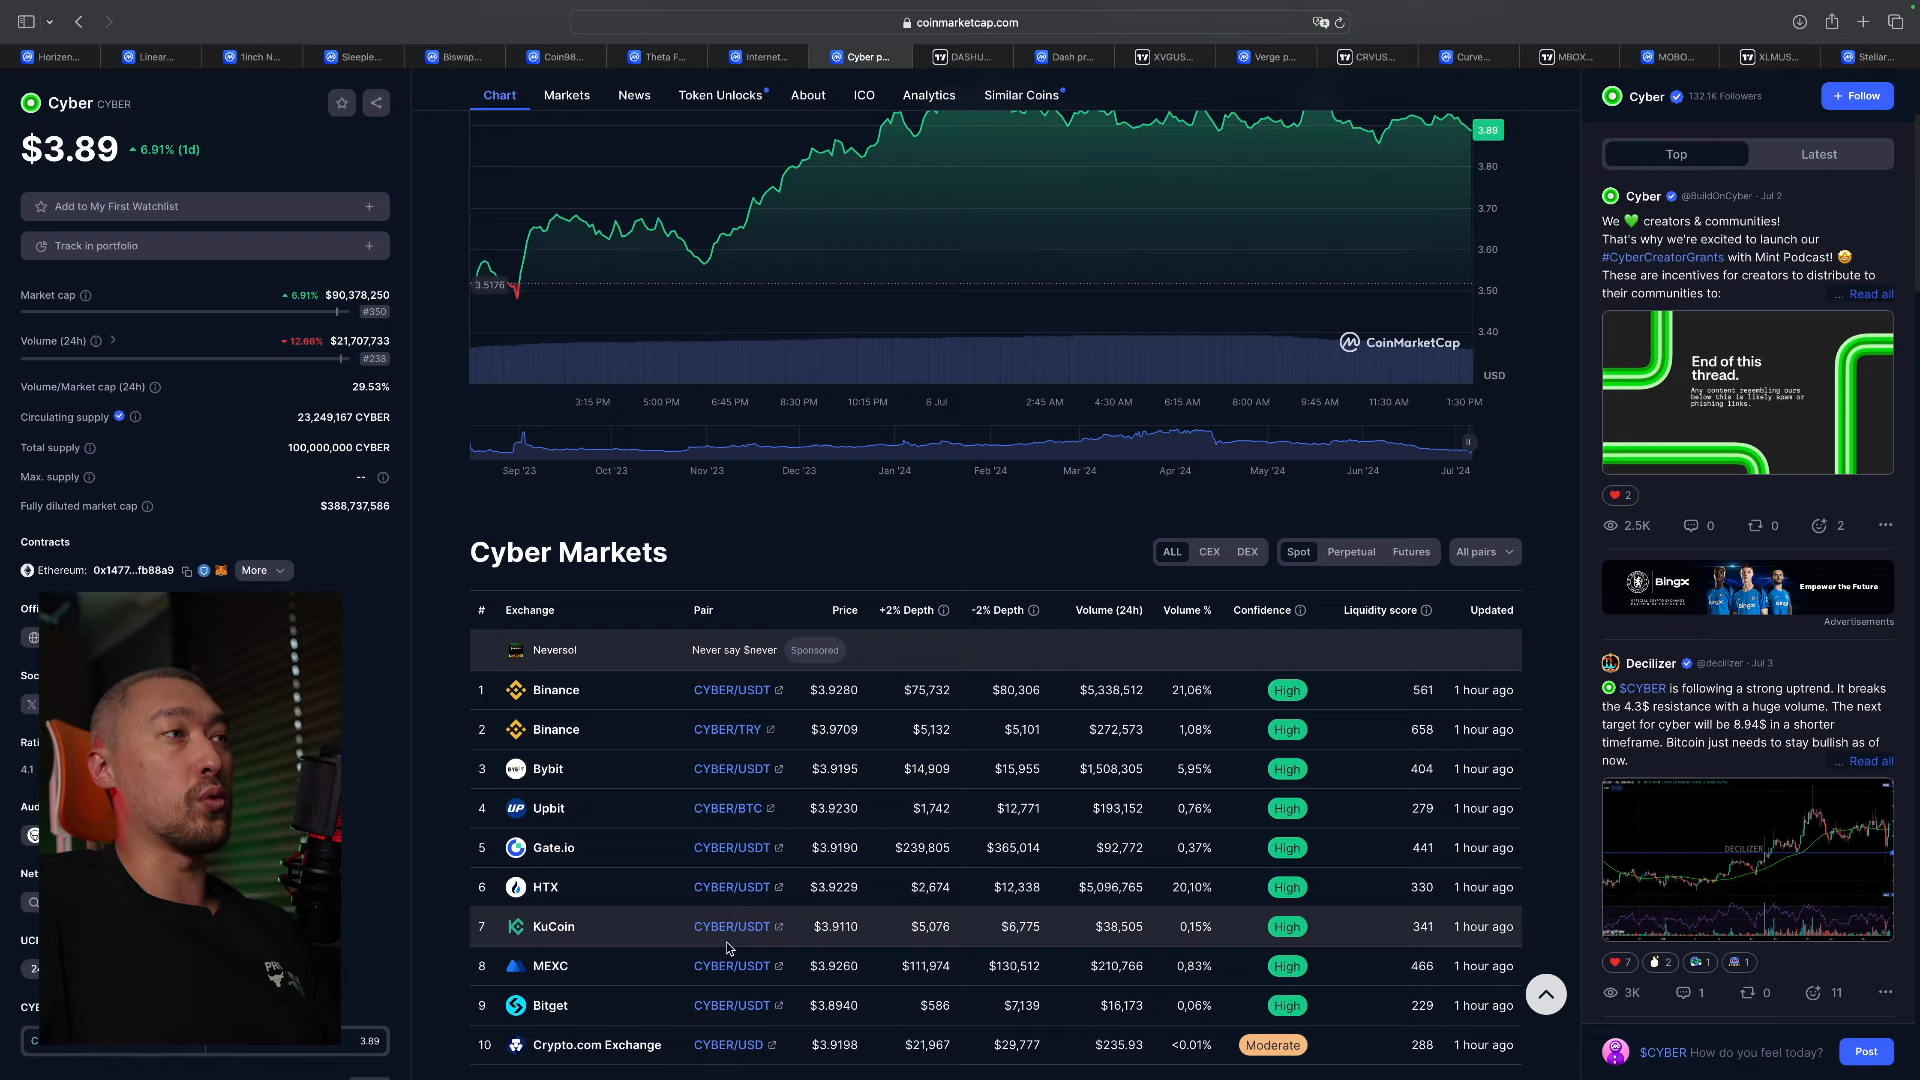 coinmarketcap.com
Horizen...
Linear...
1inch N...
Sleeple...
Biswap...
Coin98...
Theta F...
Internet...
Cyber p...
DASHU...
Dash pr...
XVGUS...
Verge p...
CRVUS...
Curve...
MBOX...
MOBO...
XLMUS...
Stellar...
Cyber CYBER
$3.89 6.91% (1d)
Add to My First Watchlist +
Track in portfolio +
Market cap 6.91% $90,378,250
#350
Volume (24h) 12.66% $21,707,733
#238
Volume/Market cap (24h) 29.53%
Circulating supply 23,249,167 CYBER
Total supply 100,000,000 CYBER
Max. supply --
Fully diluted market cap $388,737,586
Contracts
Ethereum: 0x1477...fb88a9 More
Offi
Soc
Rati
4.1
Aud
Net
UCI
24
CYE
C 3.89
Chart Markets News Token Unlocks About ICO Analytics Similar Coins
3.89
3.80
3.70
3.60
3.5176
3.50
3.40
CoinMarketCap
USD
3:15 PM 5:00 PM 6:45 PM 8:30 PM 10:15 PM 6 Jul 2:45 AM 4:30 AM 6:15 AM 8:00 AM 9:45 AM 11:30 AM 1:30 PM
Sep '23 Oct '23 Nov '23 Dec '23 Jan '24 Feb '24 Mar '24 Apr '24 May '24 Jun '24 Jul '24
Cyber Markets
ALL CEX DEX Spot Perpetual Futures All pairs
# Exchange Pair Price +2% Depth -2% Depth Volume (24h) Volume % Confidence Liquidity score Updated
Neversol Never say $never Sponsored
1 Binance CYBER/USDT $3.9280 $75,732 $80,306 $5,338,512 21,06% High 561 1 hour ago
2 Binance CYBER/TRY $3.9709 $5,132 $5,101 $272,573 1,08% High 658 1 hour ago
3 BYBIT Bybit CYBER/USDT $3.9195 $14,909 $15,955 $1,508,305 5,95% High 404 1 hour ago
4 UP Upbit CYBER/BTC $3.9230 $1,742 $12,771 $193,152 0,76% High 279 1 hour ago
5 Gate.io CYBER/USDT $3.9190 $239,805 $365,014 $92,772 0,37% High 441 1 hour ago
6 HTX CYBER/USDT $3.9229 $2,674 $12,338 $5,096,765 20,10% High 330 1 hour ago
7 KuCoin CYBER/USDT $3.9110 $5,076 $6,775 $38,505 0,15% High 341 1 hour ago
8 MEXC CYBER/USDT $3.9260 $111,974 $130,512 $210,766 0,83% High 466 1 hour ago
9 Bitget CYBER/USDT $3.8940 $586 $7,139 $16,173 0,06% High 229 1 hour ago
10 Crypto.com Exchange CYBER/USD $3.9198 $21,967 $29,777 $235.93 <0.01% Moderate 288 1 hour ago
Cyber 132.1K Followers + Follow
Top Latest
Cyber @BuildOnCyber · Jul 2
We 💚 creators & communities!
That's why we're excited to launch our
#CyberCreatorGrants with Mint Podcast! 🤩
These are incentives for creators to distribute to
their communities to: ... Read all
End of this
thread.
Any content resembling ours
below this is likely spam or
phishing links.
2
2.5K 0 0 2 ...
BingX Empower the Future
Advertisements
Decilizer @decilizer · Jul 3
$CYBER is following a strong uptrend. It breaks
the 4.3$ resistance with a huge volume. The next
target for cyber will be 8.94$ in a shorter
timeframe. Bitcoin just needs to stay bullish as of
now. ... Read all
DECILIZER
7 2 1 1
3K 1 0 11 ...
$CYBER How do you feel today? Post